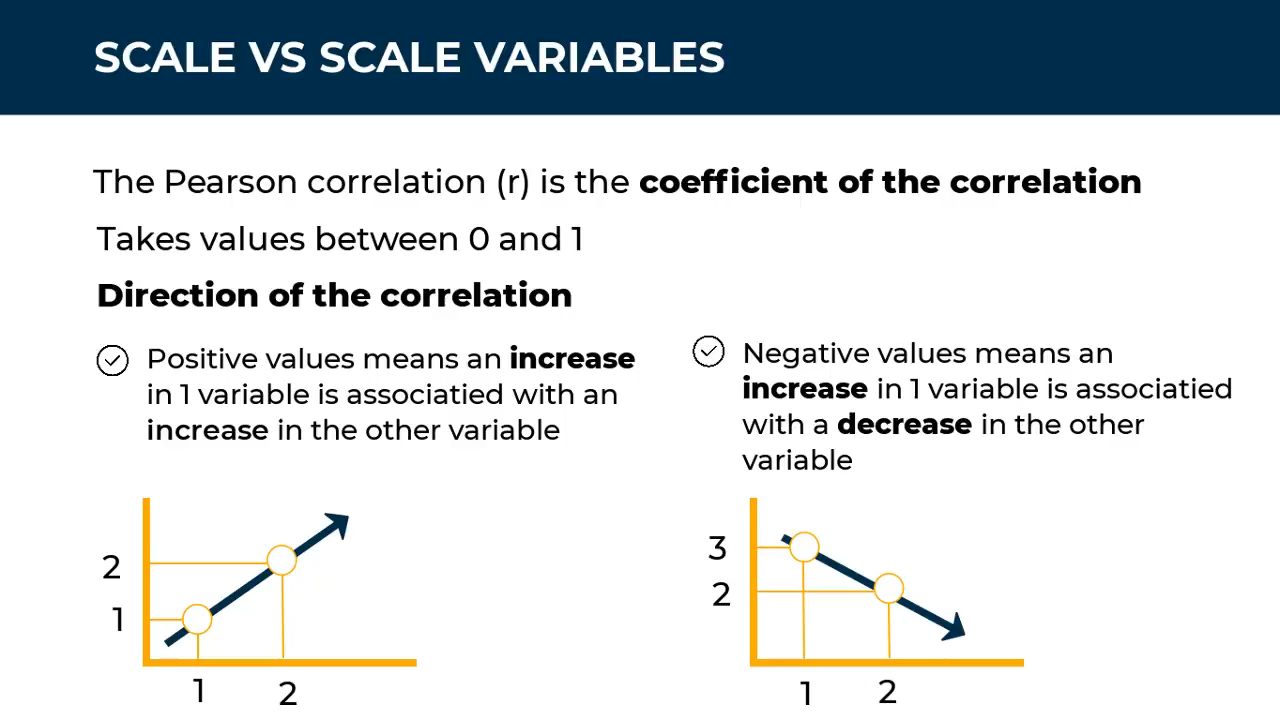 SCALE VS SCALE VARIABLES
The Pearson correlation (r) is the coefficient of the correlation
Takes values between 0 and 1
Direction of the correlation
Positive values means an increase
in 1 variable is associatied with an
increase in the other variable
Negative values means an
increase in 1 variable is associatied
with a decrease in the other
variable
2
1
1
2
3
2
1
2